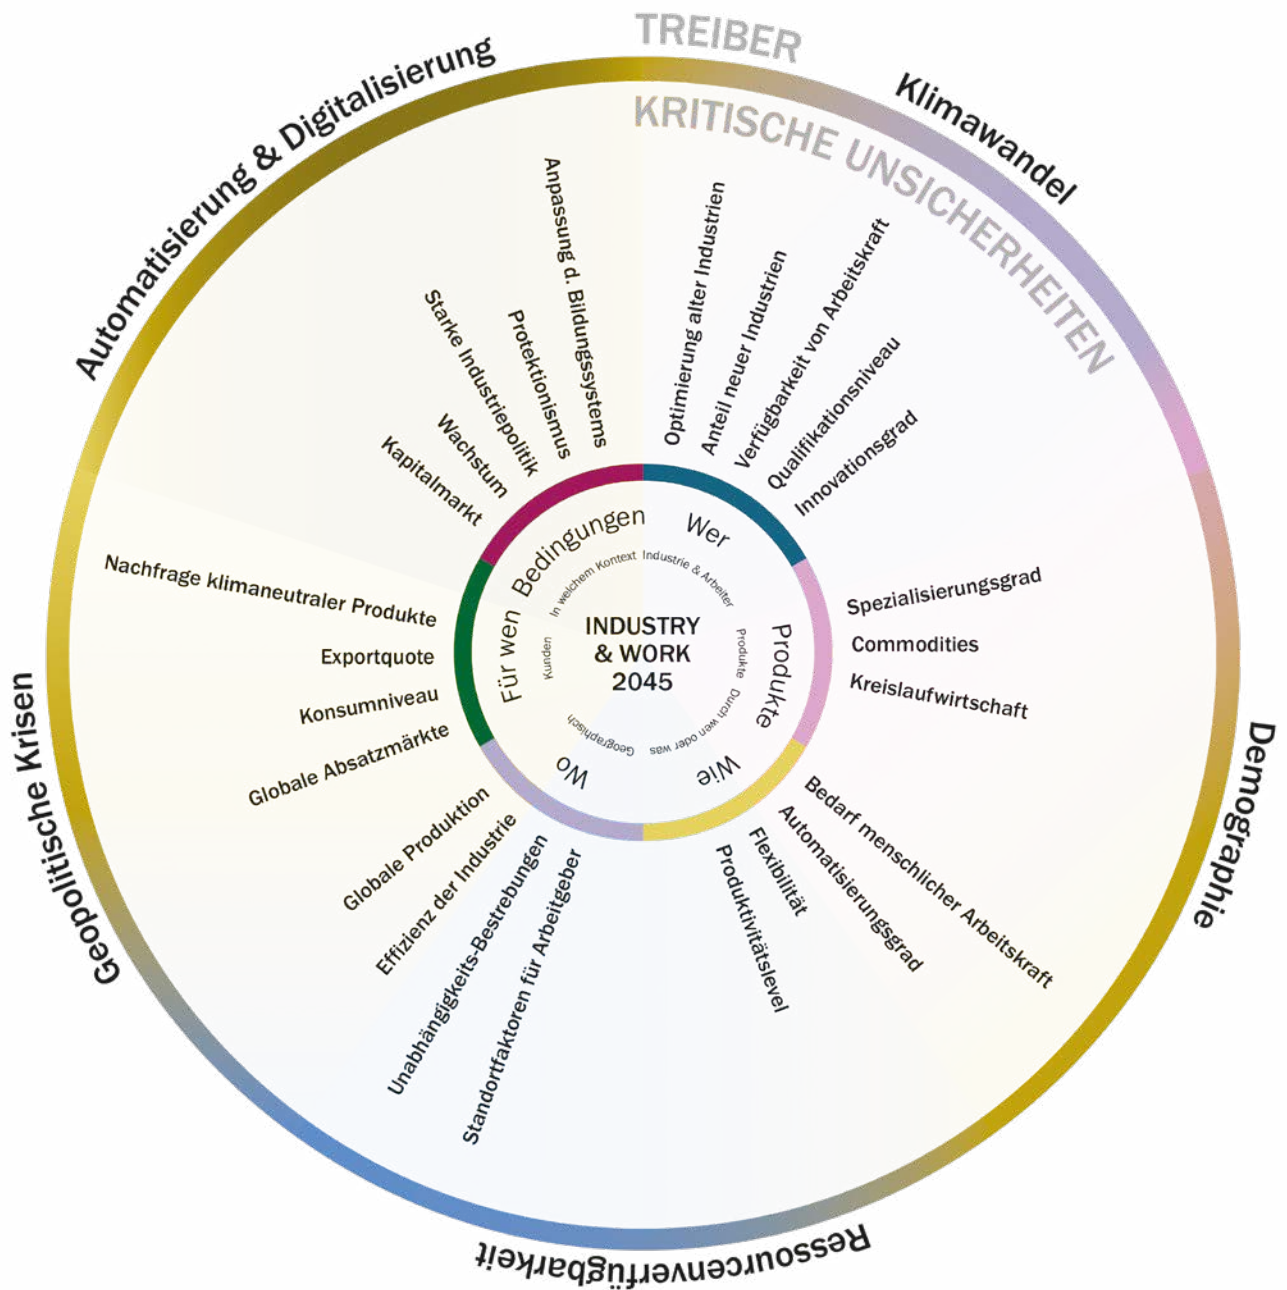 TREIBER
KRITISCHE UNSICHERHEITEN
Klimawandel
Demographie
Ressourcenverfügbarkeit
Geopolitische Krisen
Automatisierung & Digitalisierung
Optimierung alter Industrien
Anteil neuer Industrien
Verfügbarkeit von Arbeitskraft
Qualifikationsniveau
Innovationsgrad
Spezialisierungsgrad
Commodities
Kreislaufwirtschaft
Bedarf menschlicher Arbeitskraft
Automatisierungsgrad
Flexibilität
Produktivitätslevel
Standortfaktoren für Arbeitgeber
Unabhängigkeits-Bestrebungen
Effizienz der Industrie
Globale Produktion
Globale Absatzmärkte
Konsumniveau
Exportquote
Nachfrage klimaneutraler Produkte
Kapitalmarkt
Wachstum
Starke Industriepolitik
Protektionismus
Anpassung d. Bildungssystems
Wer
Industrie & Arbeiter
Produkte
Produkte
Wie
Durch wen oder was
Wo
Geographisch
Für wen
Kunden
Bedingungen
In welchem Kontext
INDUSTRY
& WORK
2045